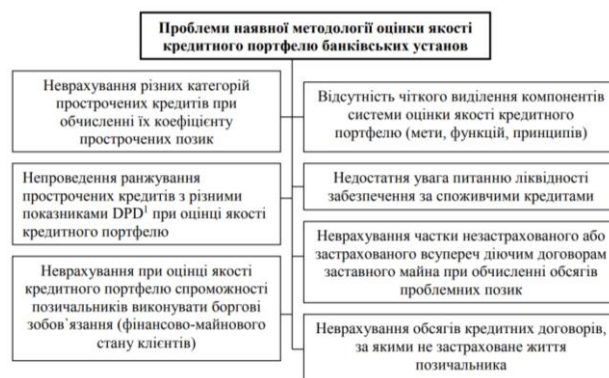 Проблеми наявної методології оцінки якості
кредитного портфелю банківських установ
Неврахування різних категорій
прострочених кредитів при
обчисленні їх коефіцієнту
прострочених позик
Непроведення ранжування
прострочених кредитів з різними
показниками DPD¹ при оцінці якості
кредитного портфелю
Неврахування при оцінці якості
кредитного портфелю спроможності
позичальників виконувати боргові
зобов`язання (фінансово-майнового
стану клієнтів)
Відсутність чіткого виділення компонентів
системи оцінки якості кредитного
портфелю (мети, функцій, принципів)
Недостатня увага питанню ліквідності
забезпечення за споживчими кредитами
Неврахування частки незастрахованого або
застрахованого всупереч діючим договорам
заставного майна при обчисленні обсягів
проблемних позик
Неврахування обсягів кредитних договорів,
за якими не застраховане життя
позичальника